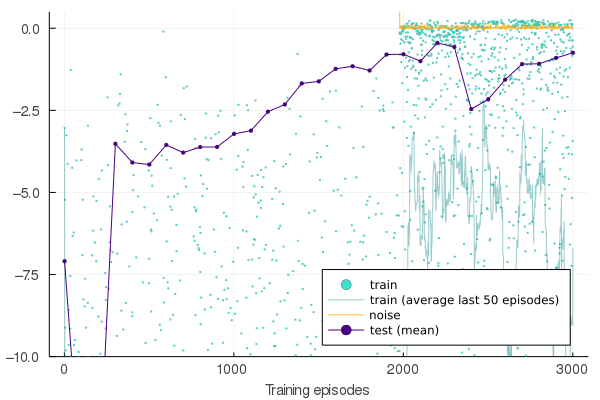 0.0
−2.5
−5.0
−7.5
−10.0
0
1000
2000
3000
Training episodes
train
train (average last 50 episodes)
noise
test (mean)